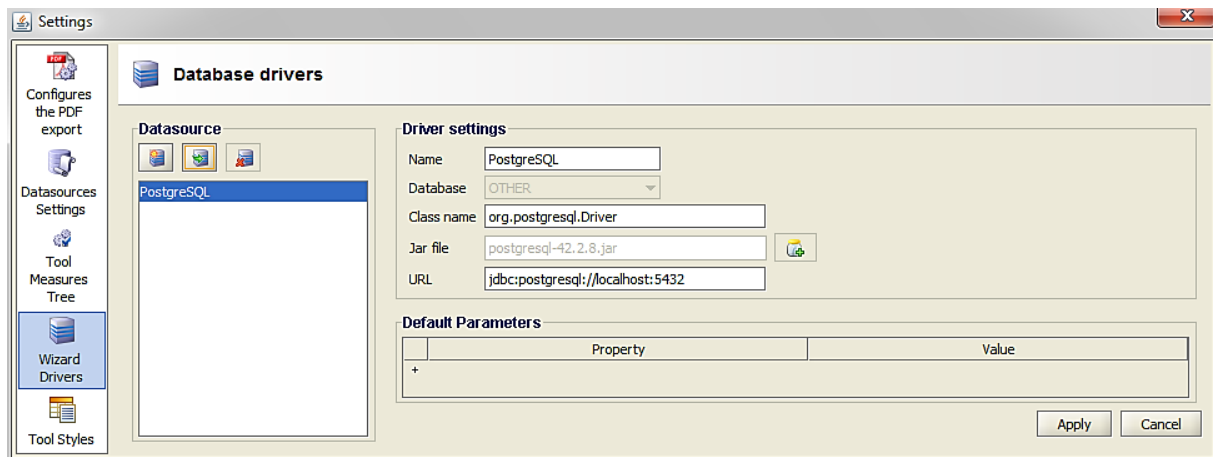 Settings
X
PDF
Configures
the PDF
export
Datasources
Settings
Tool
Measures
Tree
Wizard
Drivers
Tool Styles
Database drivers
Datasource
PostgreSQL
Driver settings
Name PostgreSQL
Database OTHER
Class name org.postgresql.Driver
Jar file postgresql-42.2.8.jar
URL jdbc:postgresql://localhost:5432
Default Parameters
Property Value
+
Apply Cancel